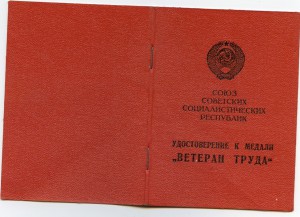 СОЮЗ
СОВЕТСКИХ
СОЦИАЛИСТИЧЕСКИХ
РЕСПУБЛИК
УДОСТОВЕРЕНИЕ К МЕДАЛИ
„ВЕТЕРАН ТРУДА“